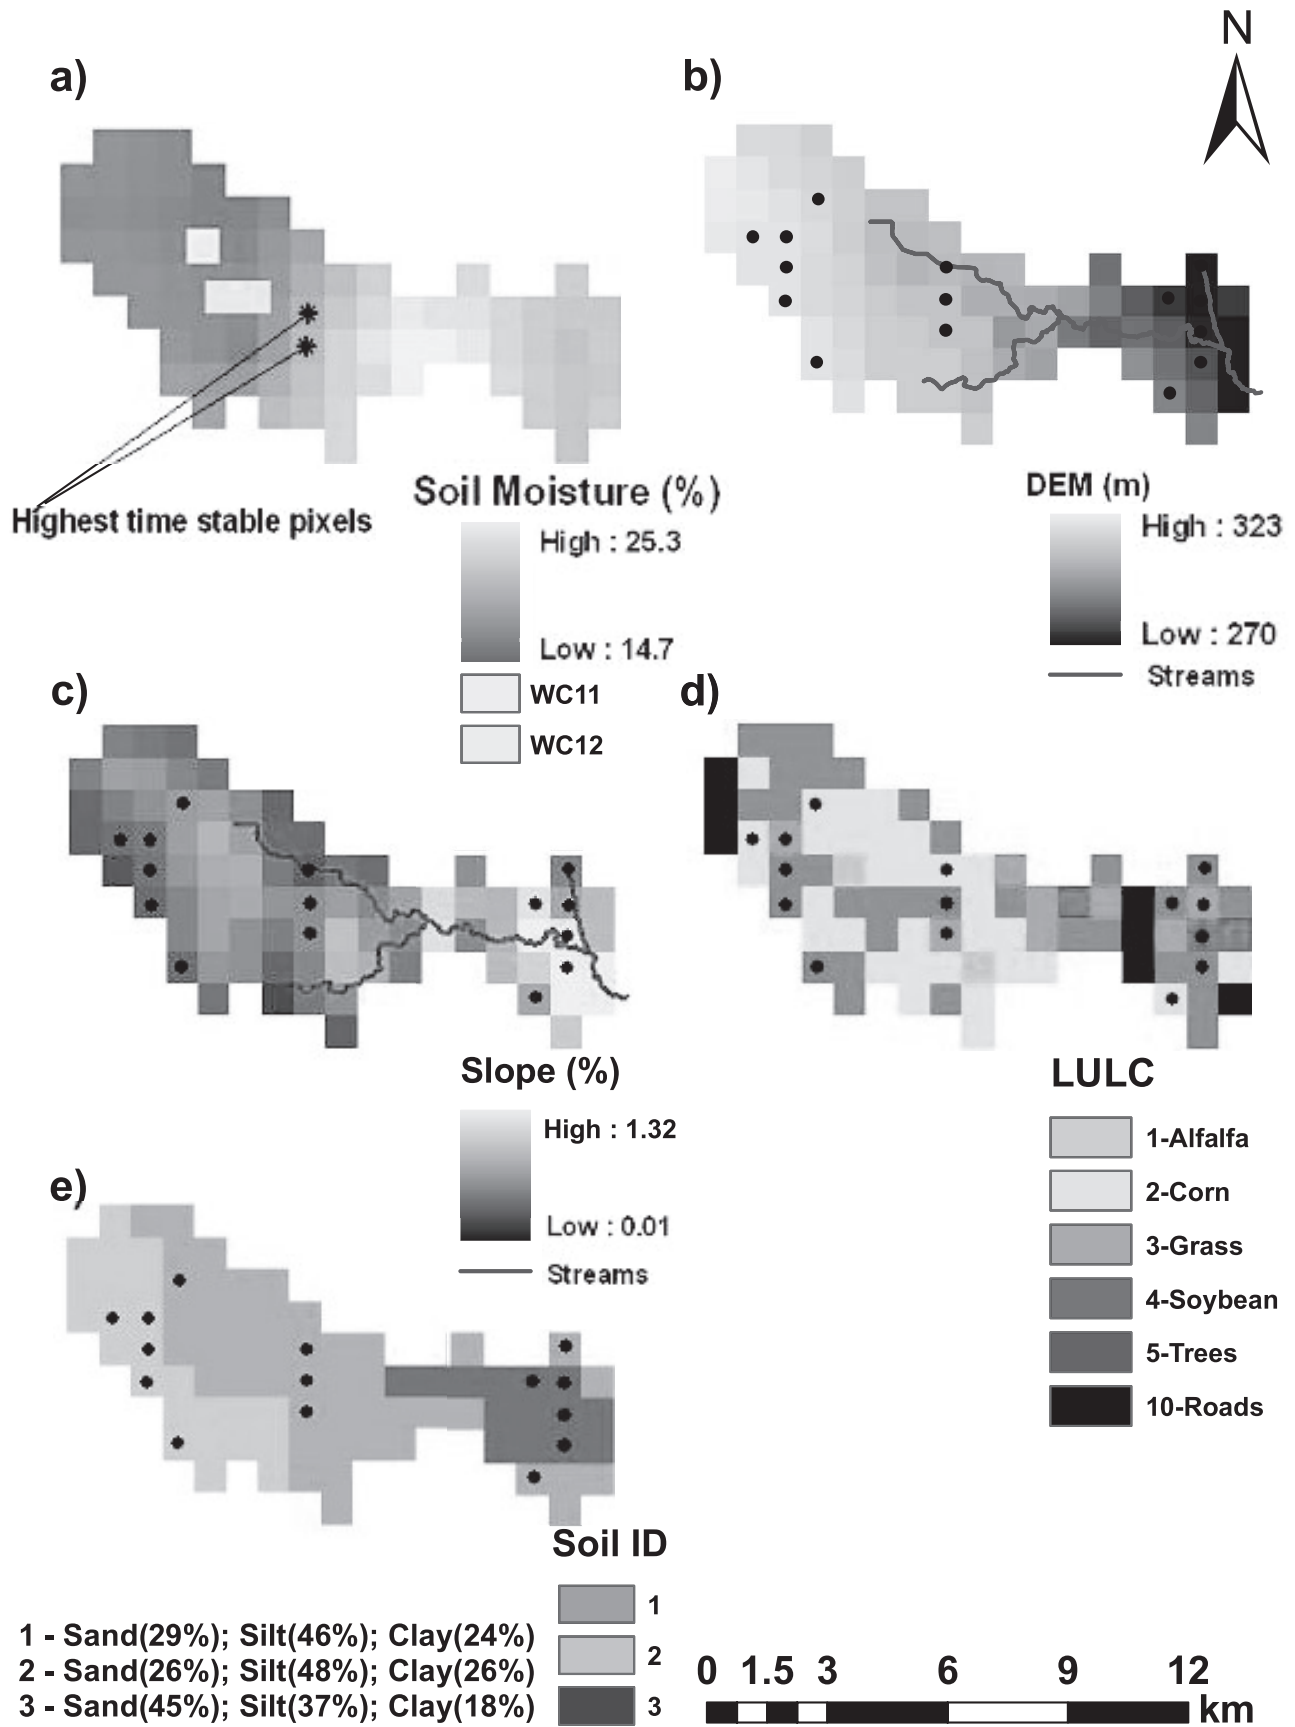 N
a)
b)
Highest time stable pixels
Soil Moisture (%)
High : 25.3
Low : 14.7
WC11
WC12
DEM (m)
High : 323
Low : 270
Streams
c)
d)
Slope (%)
High : 1.32
Low : 0.01
Streams
LULC
1-Alfalfa
2-Corn
3-Grass
4-Soybean
5-Trees
10-Roads
e)
Soil ID
1
2
3
1 - Sand(29%); Silt(46%); Clay(24%)
2 - Sand(26%); Silt(48%); Clay(26%)
3 - Sand(45%); Silt(37%); Clay(18%)
0 1.5 3 6 9 12
km